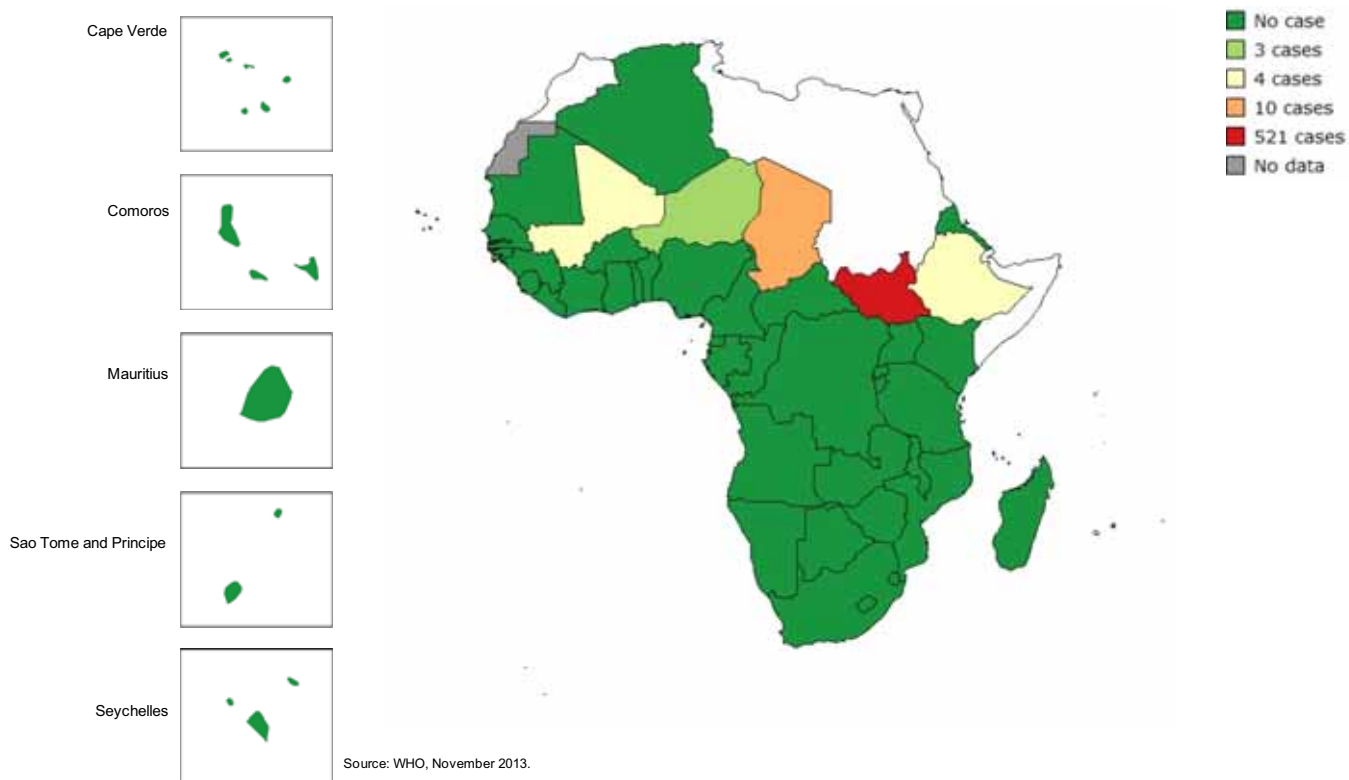 Cape Verde
Comoros
Mauritius
Sao Tome and Principe
Seychelles
No case
3 cases
4 cases
10 cases
521 cases
No data
Source: WHO, November 2013.